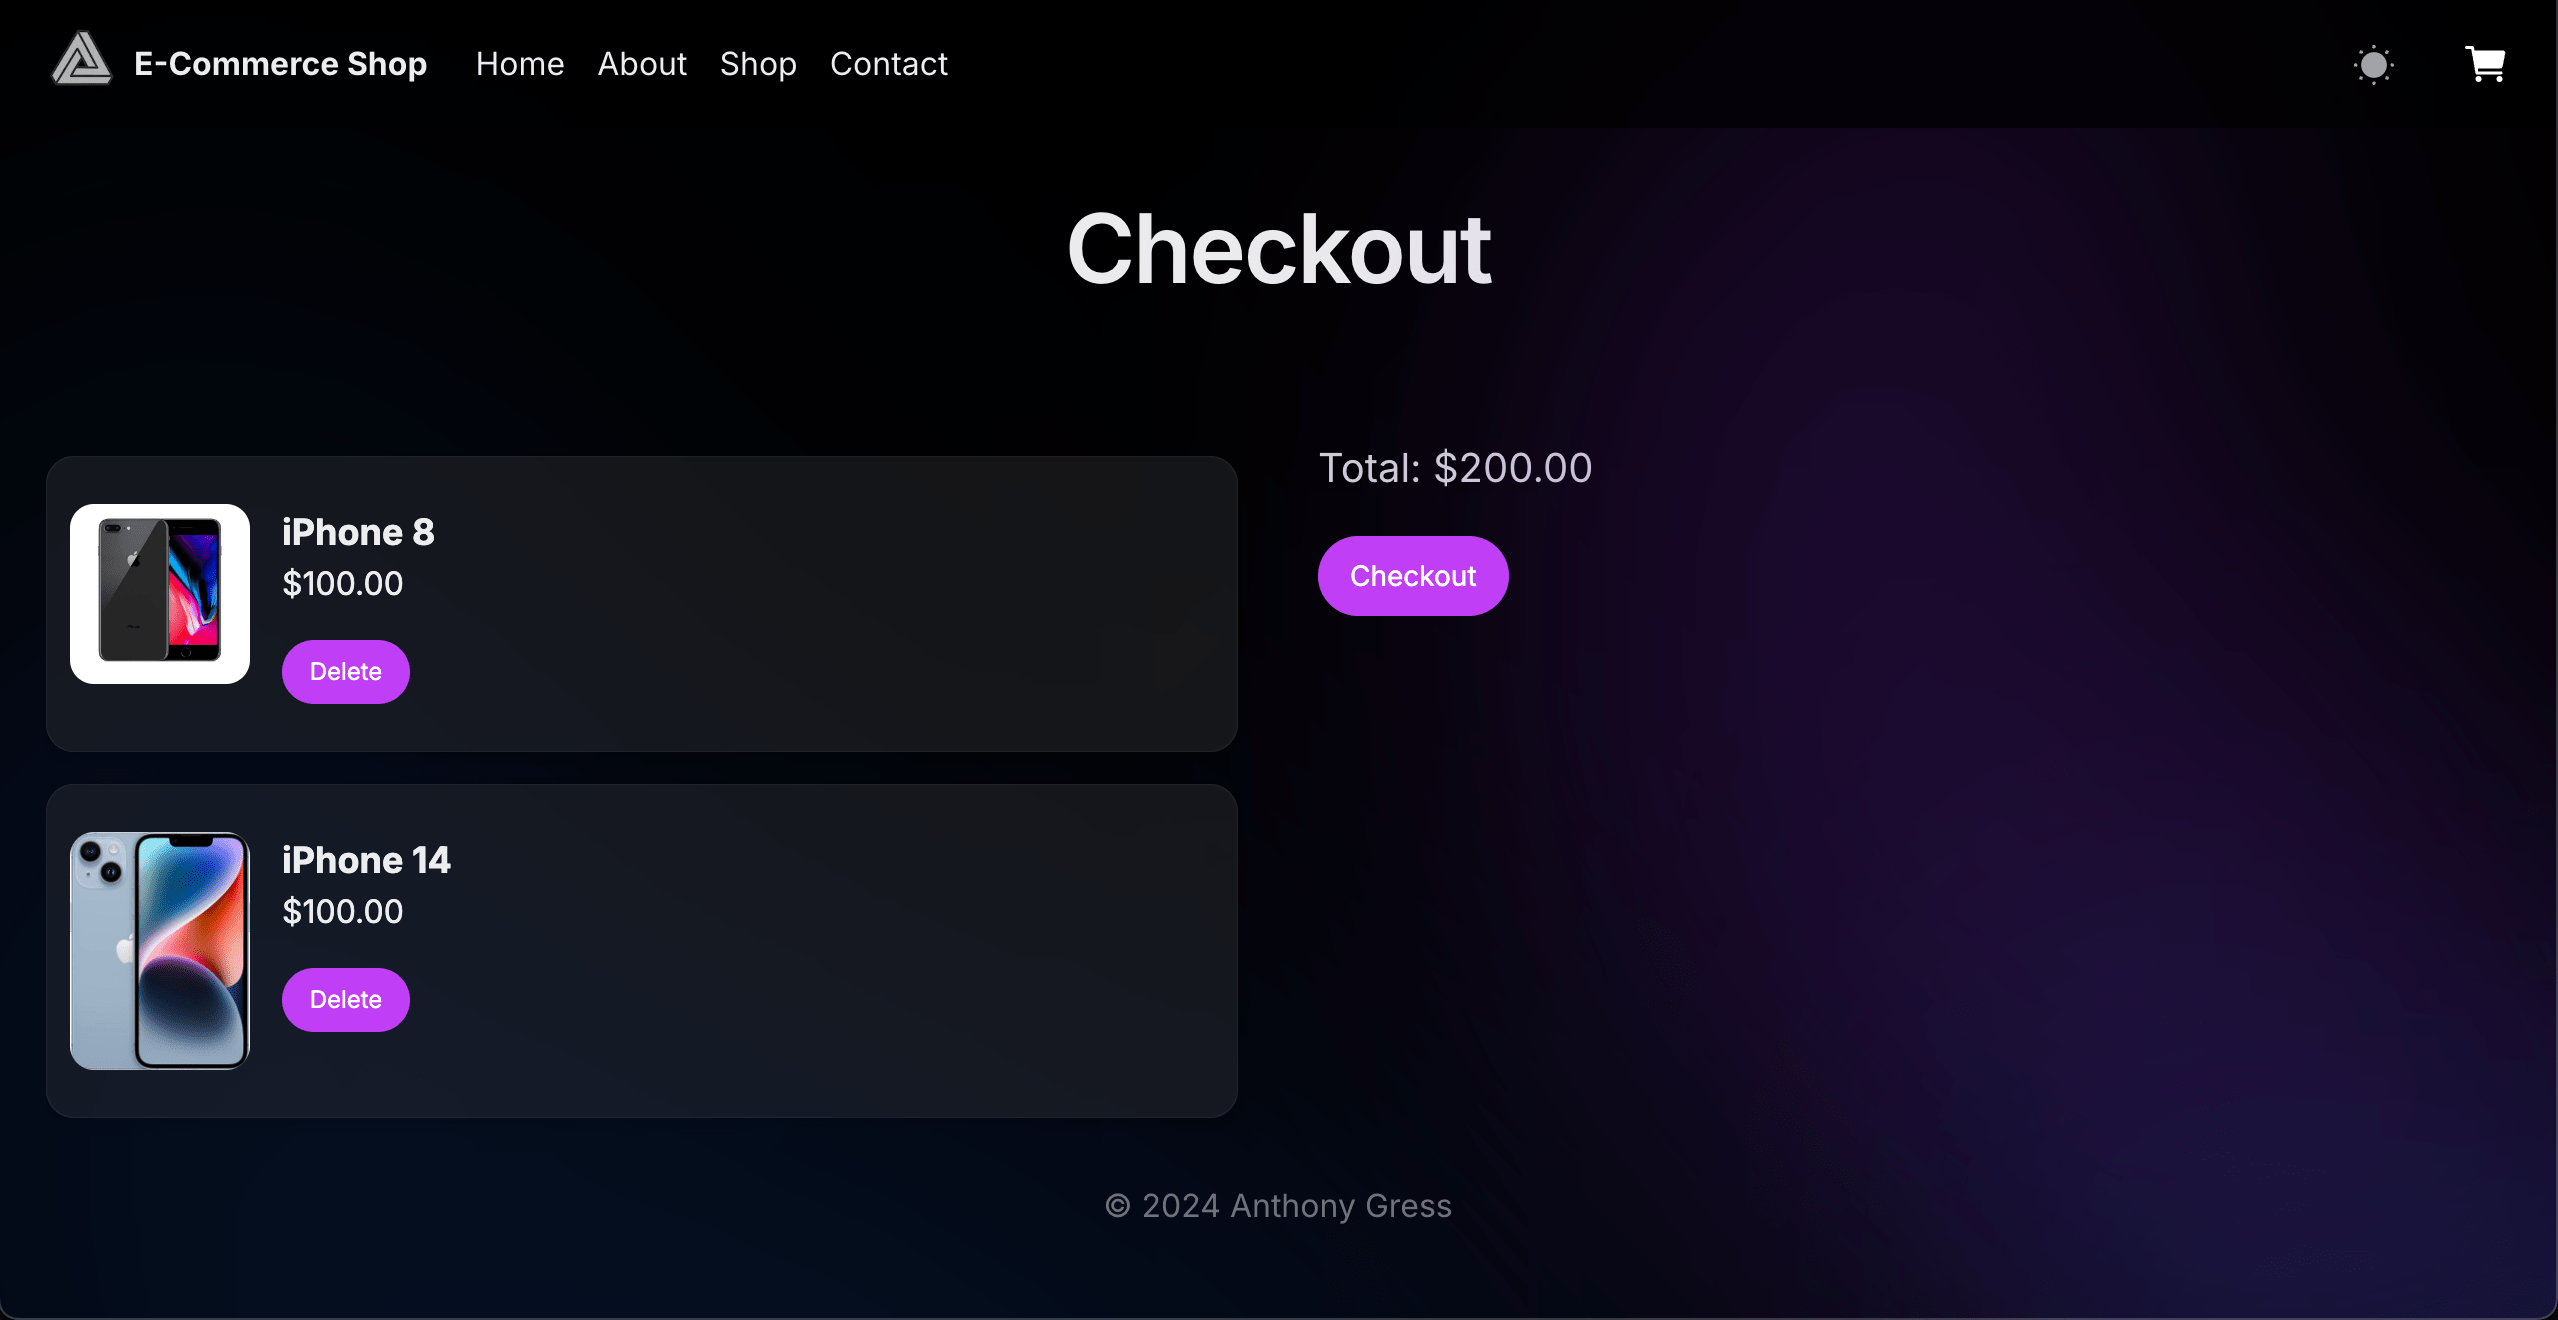 E-Commerce Shop Home About Shop Contact
Checkout
iPhone 8
$100.00
Delete
iPhone 14
$100.00
Delete
Total: $200.00
Checkout
© 2024 Anthony Gress